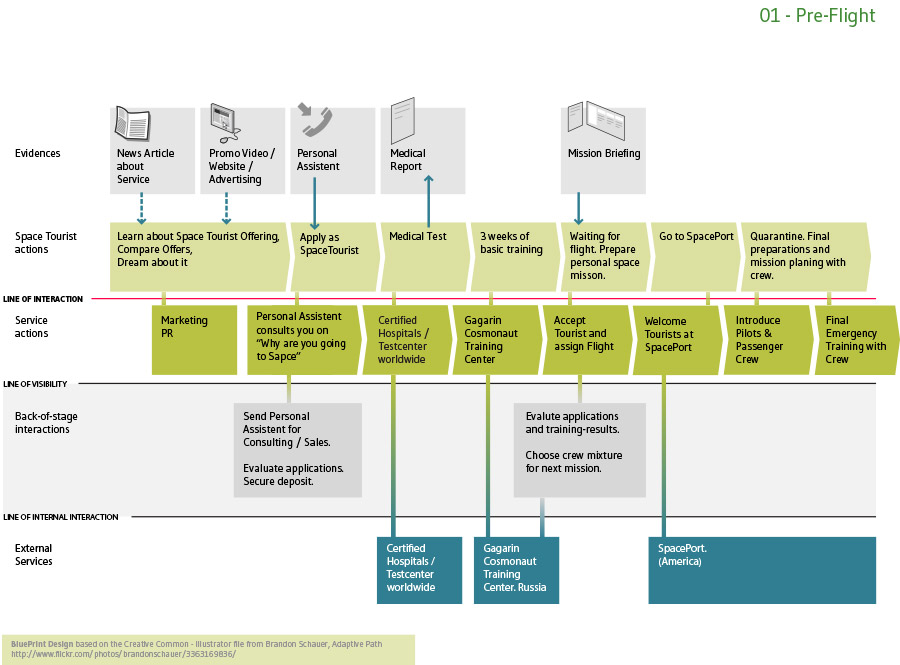 01 - Pre-Flight
Evidences
News Article
about
Service
Promo Video /
Website /
Advertising
Personal
Assistent
Medical
Report
Mission Briefing
Space Tourist
actions
Learn about Space Tourist Offering,
Compare Offers,
Dream about it
Apply as
SpaceTourist
Medical Test
3 weeks of
basic training
Waiting for
flight. Prepare
personal space
misson.
Go to SpacePort
Quarantine. Final
preparations and
mission planing with
crew.
LINE OF INTERACTION
Service
actions
Marketing
PR
Personal Assistent
consults you on
"Why are you going
to Sapce"
Certified
Hospitals /
Testcenter
worldwide
Gagarin
Cosmonaut
Training
Center
Accept
Tourist and
assign Flight
Welcome
Tourists at
SpacePort
Introduce
Pilots &
Passenger
Crew
Final
Emergency
Training with
Crew
LINE OF VISIBILITY
Back-of-stage
interactions
Send Personal
Assistent for
Consulting / Sales.
Evaluate applications.
Secure deposit.
Evalute applications
and training-results.
Choose crew mixture
for next mission.
LINE OF INTERNAL INTERACTION
External
Services
Certified
Hospitals /
Testcenter
worldwide
Gagarin
Cosmonaut
Training
Center. Russia
SpacePort.
(America)
BluePrint Design based on the Creative Common - Illustrator file from Brandon Schauer, Adaptive Path
http://www.flickr.com/photos/brandonschauer/3363169836/